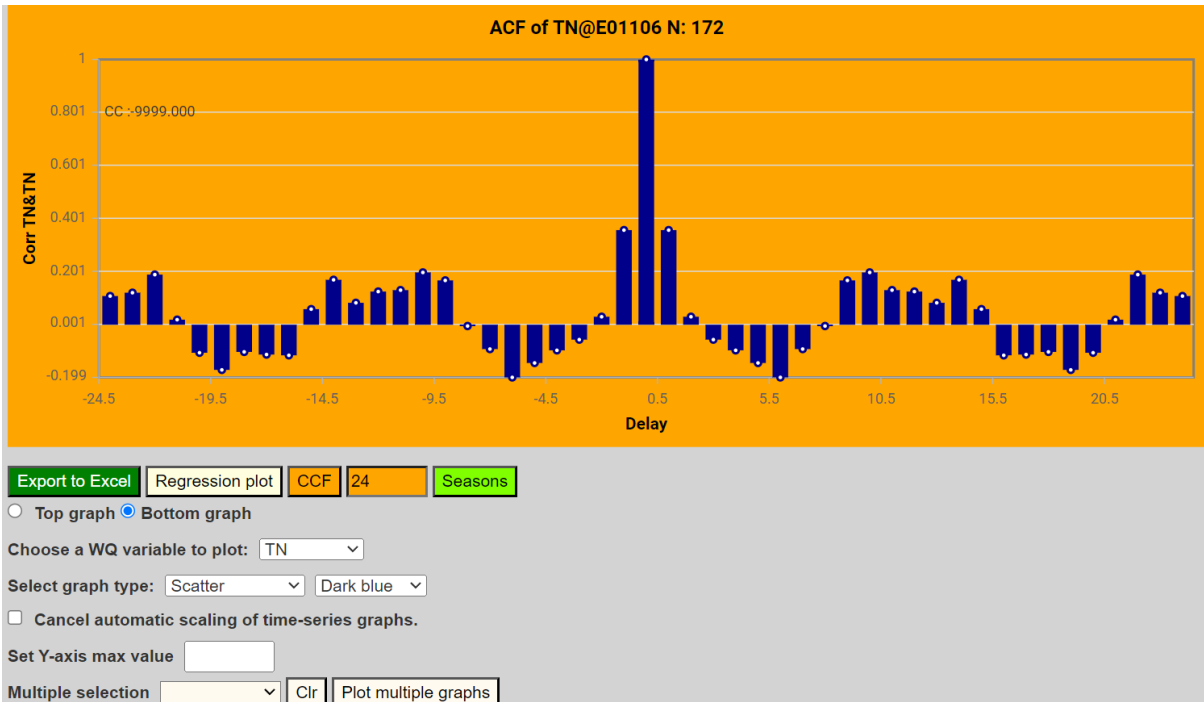 ACF of TN@E01106 N: 172
1
0.801
CC :-9999.000
0.601
0.401
0.201
0.001
-0.199
Corr TN&TN
-24.5 -19.5 -14.5 -9.5 -4.5 0.5 5.5 10.5 15.5 20.5
Delay
Export to Excel Regression plot CCF 24 Seasons
Top graph Bottom graph
Choose a WQ variable to plot: TN
Select graph type: Scatter Dark blue
Cancel automatic scaling of time-series graphs.
Set Y-axis max value
Multiple selection Clr Plot multiple graphs